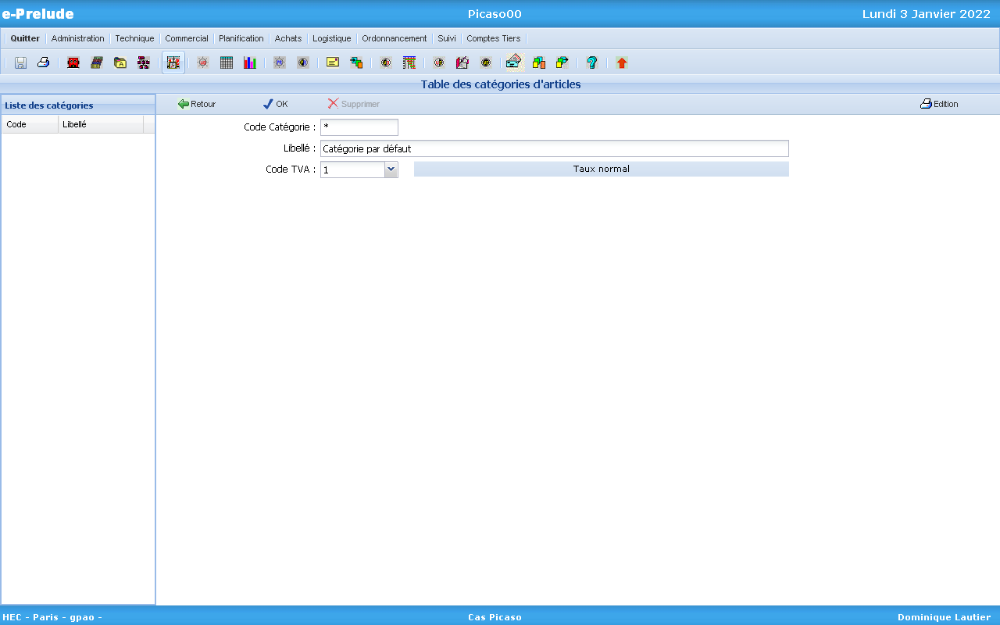 e-Prelude Picaso00 Lundi 3 Janvier 2022
Quitter Administration Technique Commercial Planification Achats Logistique Ordonnancement Suivi Comptes Tiers
Table des catégories d'articles
Liste des catégories Retour OK Supprimer Edition
Code Libellé
Code Catégorie : *
Libellé : Catégorie par défaut
Code TVA : 1 Taux normal
HEC - Paris - gpao - Cas Picaso Dominique Lautier